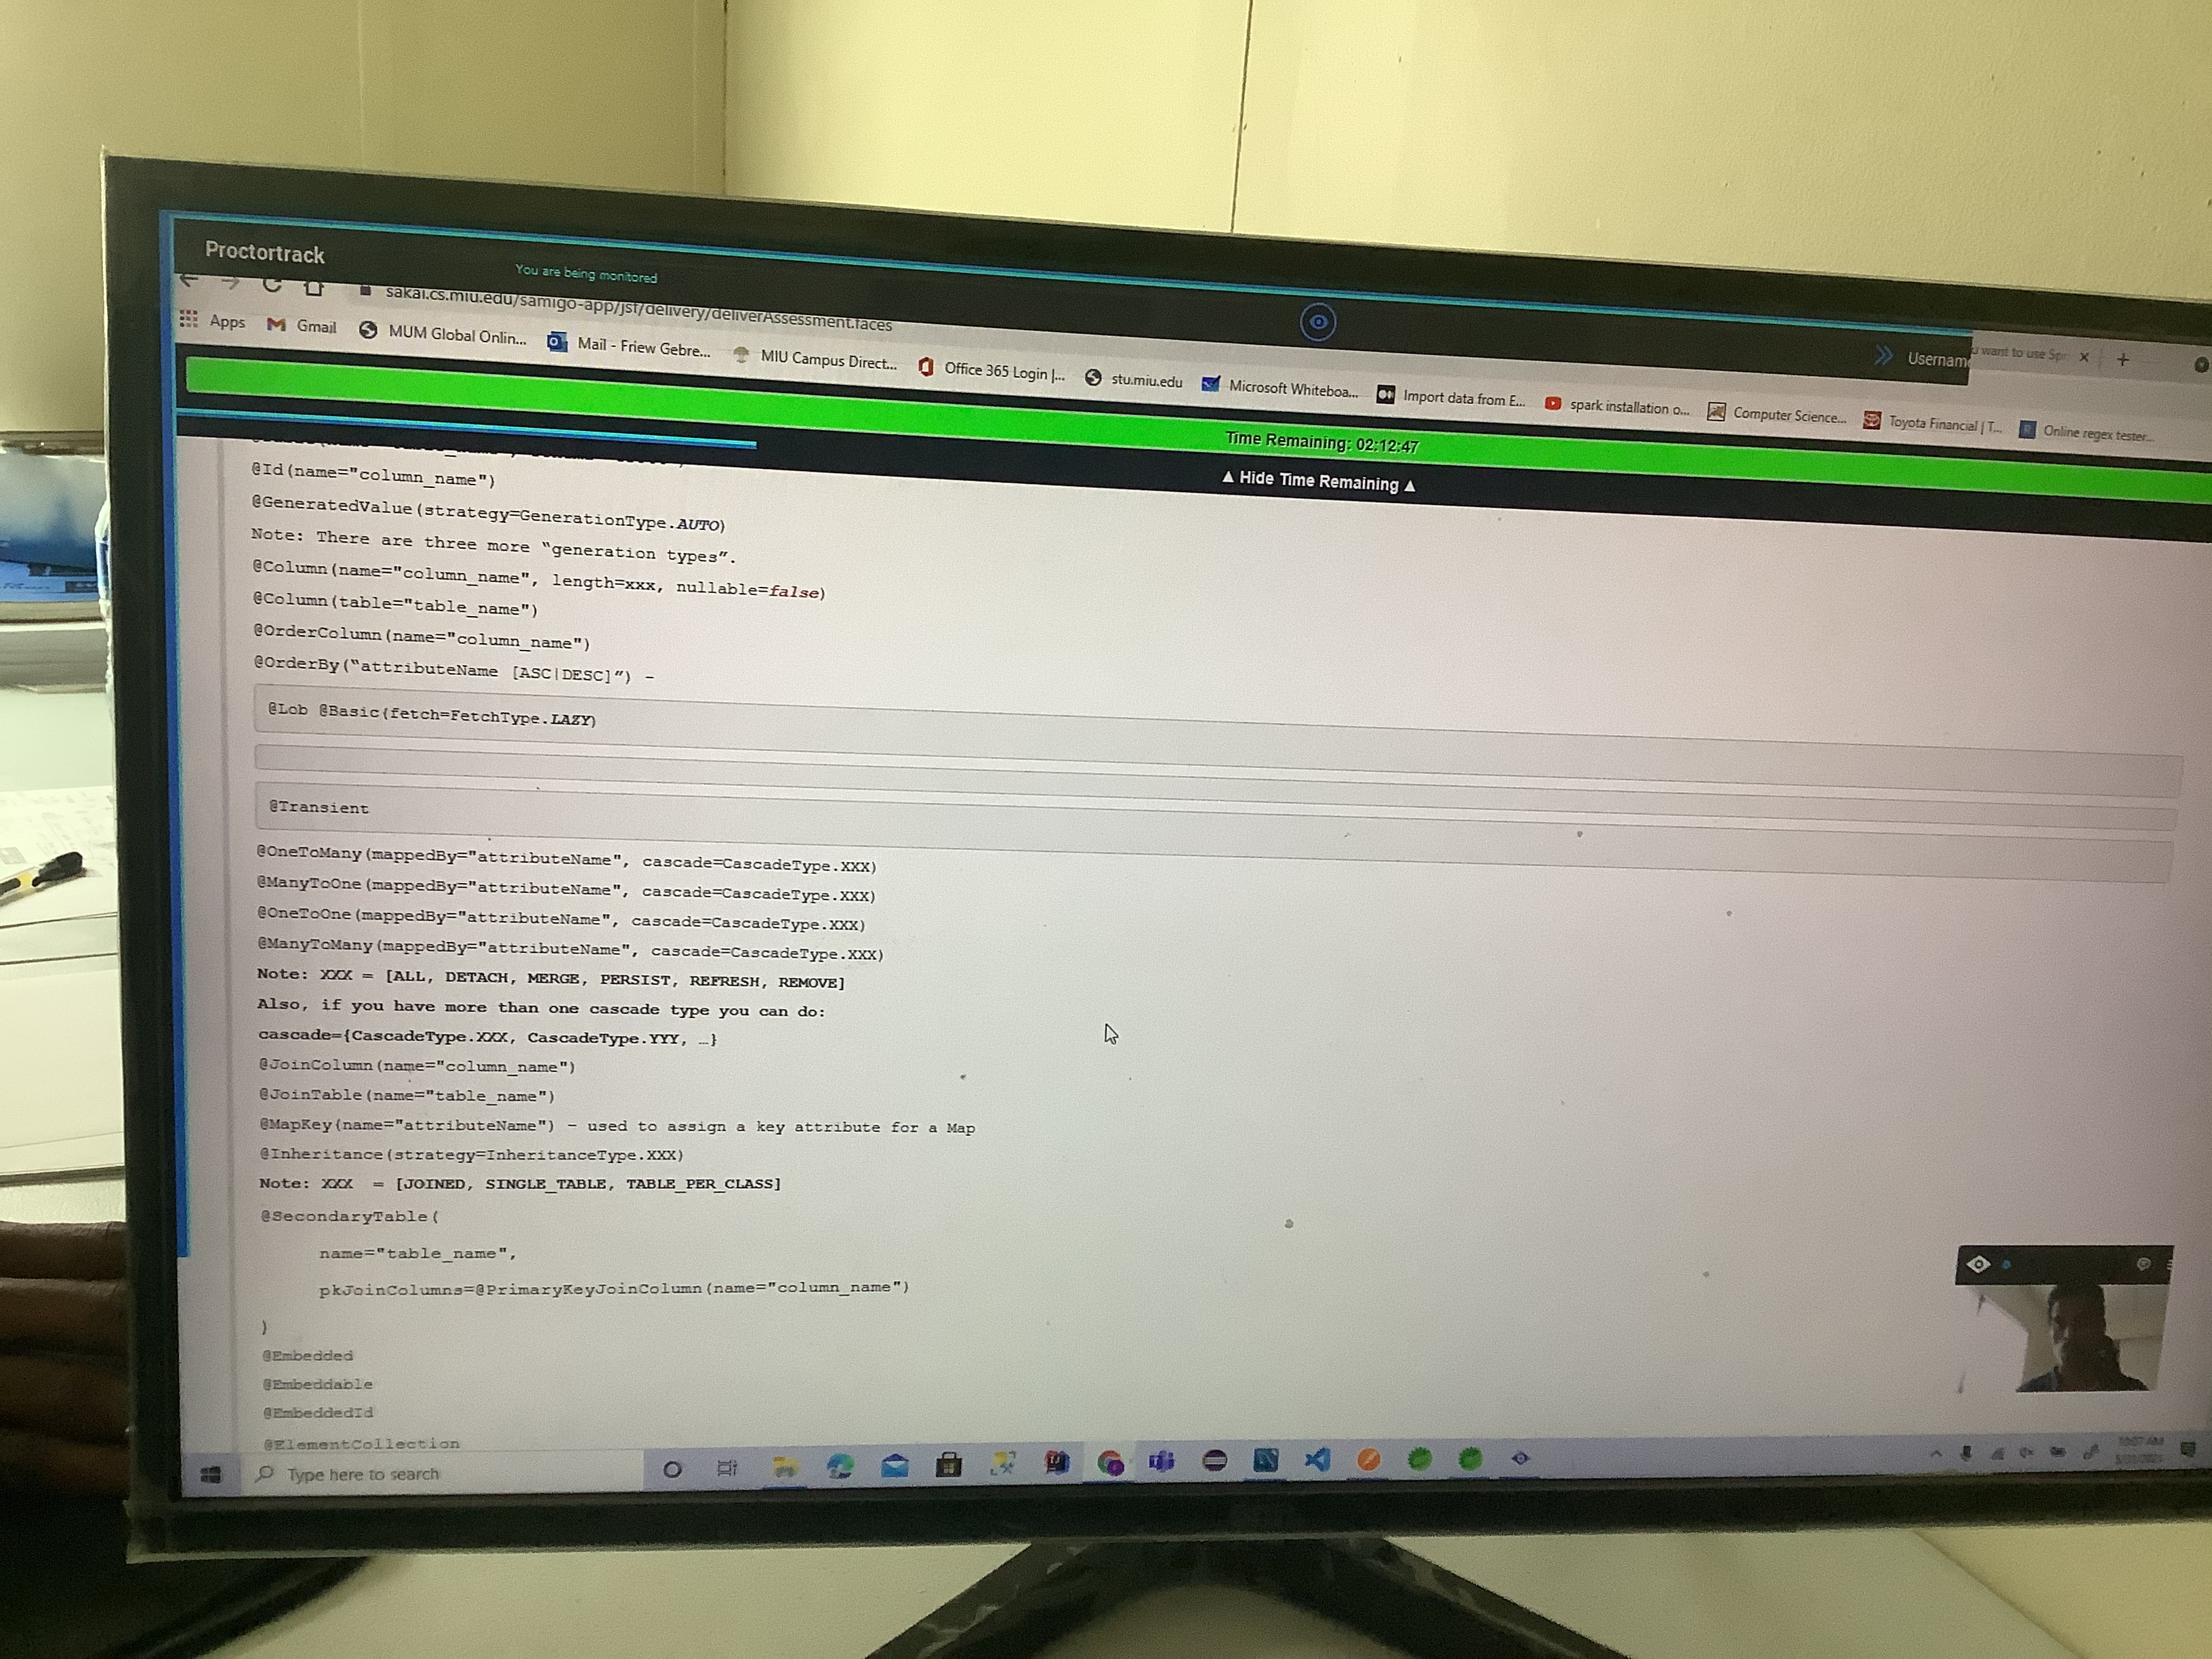 Proctortrack
You are being monitored
sakai.cs.miu.edu/samigo-app/jsf/delivery/deliverAssessment.faces
u want to use Spr
Username
Apps
Gmail
MUM Global Onlin...
Mail - Friew Gebre...
MIU Campus Direct...
Office 365 Login |...
stu.miu.edu
Microsoft Whiteboa...
Import data from E...
spark installation o...
Computer Science...
Toyota Financial | T...
Online regex tester...
Time Remaining: 02:12:47
▲ Hide Time Remaining ▲
@Id(name="column_name")
@GeneratedValue(strategy=GenerationType.AUTO)
Note: There are three more “generation types”.
@Column(name="column_name", length=xxx, nullable=false)
@Column(table="table_name")
@OrderColumn(name="column_name")
@OrderBy(“attributeName [ASC|DESC]”) –
@Lob @Basic(fetch=FetchType.LAZY)
@Transient
@OneToMany(mappedBy="attributeName", cascade=CascadeType.XXX)
@ManyToOne(mappedBy="attributeName", cascade=CascadeType.XXX)
@OneToOne(mappedBy="attributeName", cascade=CascadeType.XXX)
@ManyToMany(mappedBy="attributeName", cascade=CascadeType.XXX)
Note: XXX = [ALL, DETACH, MERGE, PERSIST, REFRESH, REMOVE]
Also, if you have more than one cascade type you can do:
cascade={CascadeType.XXX, CascadeType.YYY, …}
@JoinColumn(name="column_name")
@JoinTable(name="table_name")
@MapKey(name="attributeName") – used to assign a key attribute for a Map
@Inheritance(strategy=InheritanceType.XXX)
Note: XXX = [JOINED, SINGLE_TABLE, TABLE_PER_CLASS]
@SecondaryTable(
name="table_name",
pkJoinColumns=@PrimaryKeyJoinColumn(name="column_name")
)
@Embedded
@Embeddable
@EmbeddedId
@ElementCollection
Type here to search